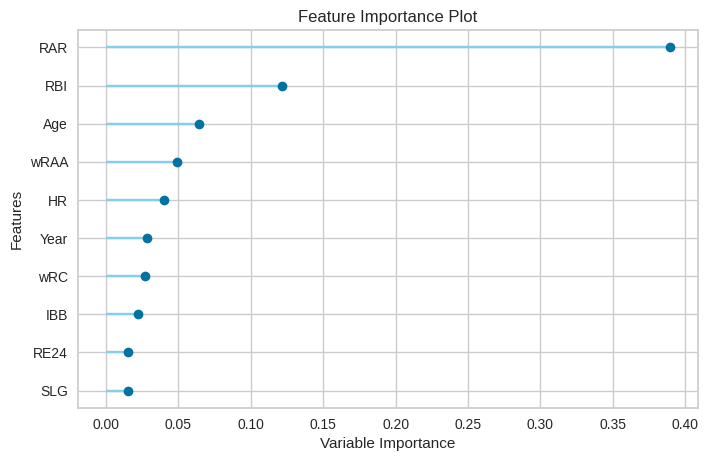 Feature Importance Plot
Features
RAR
RBI
Age
wRAA
HR
Year
wRC
IBB
RE24
SLG
0.00 0.05 0.10 0.15 0.20 0.25 0.30 0.35 0.40
Variable Importance